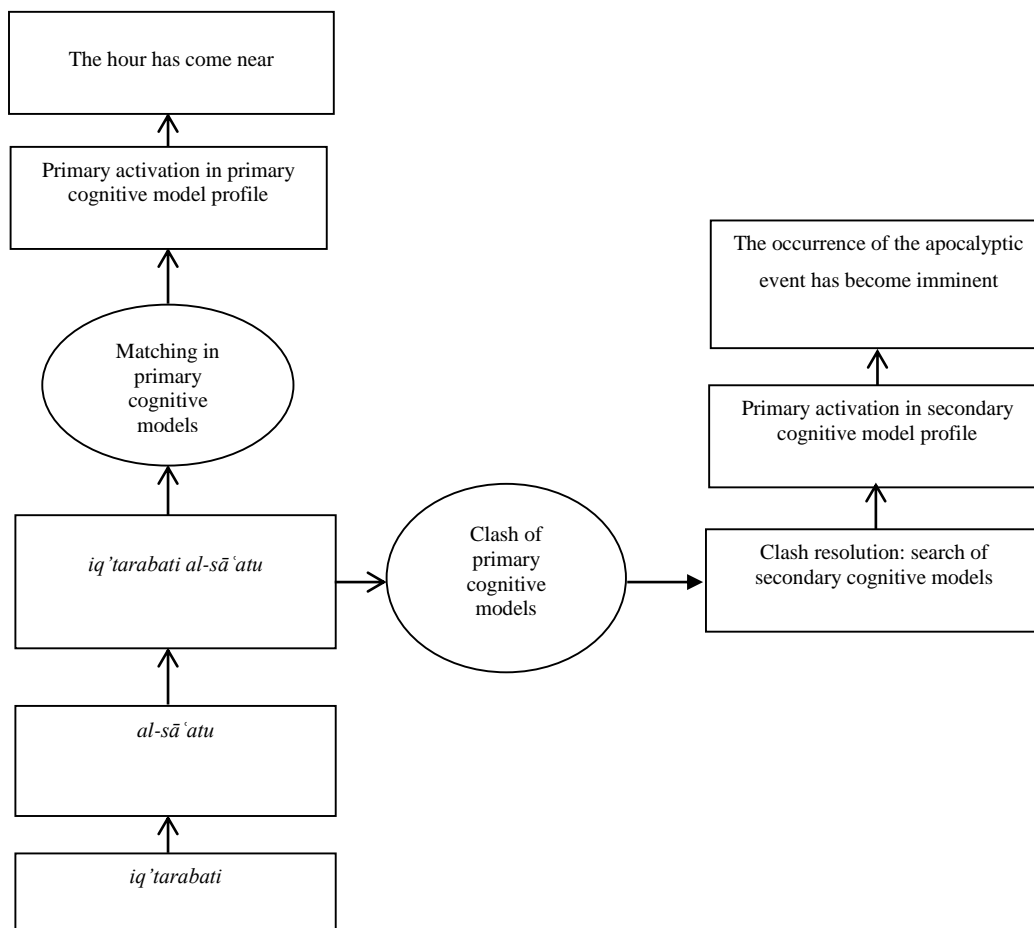 The hour has come near
Primary activation in primary
cognitive model profile
Matching in
primary
cognitive
models
iq’tarabati al-sāʿatu
al-sāʿatu
iq’tarabati
Clash of
primary
cognitive
models
The occurrence of the apocalyptic
event has become imminent
Primary activation in secondary
cognitive model profile
Clash resolution: search of
secondary cognitive models